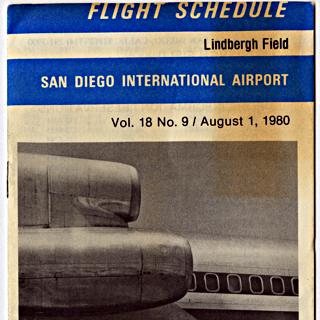 FLIGHT SCHEDULE
Lindbergh Field
SAN DIEGO INTERNATIONAL AIRPORT
Vol. 18 No. 9 / August 1, 1980